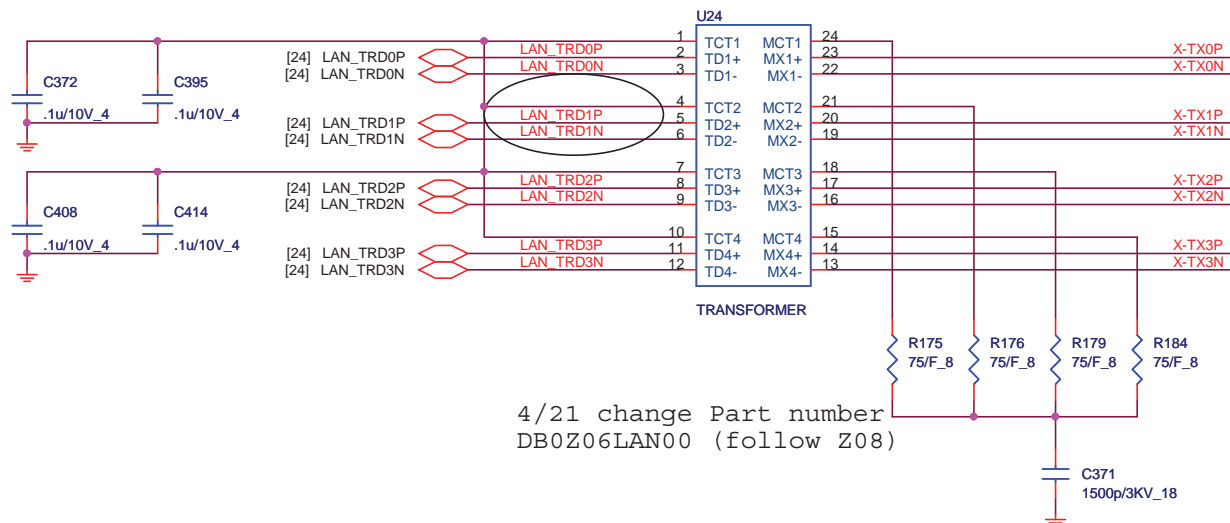 U24
1 TCT1 MCT1 24
[24] LAN_TRD0P LAN_TRD0P 2 TD1+ MX1+ 23 X-TX0P
[24] LAN_TRD0N LAN_TRD0N 3 TD1- MX1- 22 X-TX0N
C372 C395
.1u/10V_4 .1u/10V_4
4 TCT2 MCT2 21
[24] LAN_TRD1P LAN_TRD1P 5 TD2+ MX2+ 20 X-TX1P
[24] LAN_TRD1N LAN_TRD1N 6 TD2- MX2- 19 X-TX1N
7 TCT3 MCT3 18
[24] LAN_TRD2P LAN_TRD2P 8 TD3+ MX3+ 17 X-TX2P
[24] LAN_TRD2N LAN_TRD2N 9 TD3- MX3- 16 X-TX2N
C408 C414
.1u/10V_4 .1u/10V_4
10 TCT4 MCT4 15
[24] LAN_TRD3P LAN_TRD3P 11 TD4+ MX4+ 14 X-TX3P
[24] LAN_TRD3N LAN_TRD3N 12 TD4- MX4- 13 X-TX3N
TRANSFORMER
R175 R176 R179 R184
75/F_8 75/F_8 75/F_8 75/F_8
4/21 change Part number
DB0Z06LAN00 (follow Z08)
C371
1500p/3KV_18